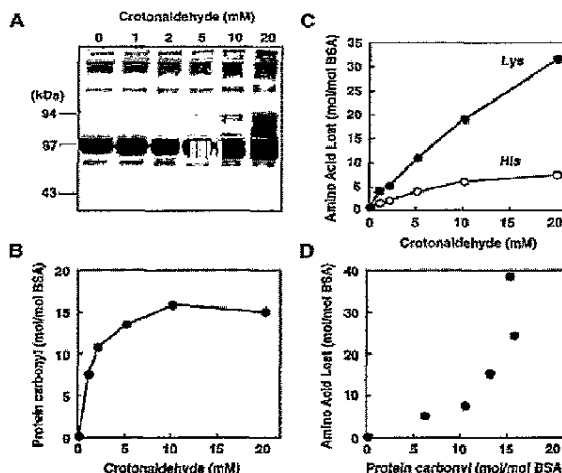 A
Crotonaldehyde (mM)
0 1 2 5 10 20
(kDa)
94
67
43
C
Amino Acid Lost (mol/mol BSA)
35
30
25
20
15
10
5
0
Lys
His
0 5 10 15 20
Crotonaldehyde (mM)
B
Protein carbonyl (mol/mol BSA)
20
15
10
5
0
0 5 10 15 20
Crotonaldehyde (mM)
D
Amino Acid Lost (mol/mol BSA)
40
30
20
10
0
0 5 10 15 20
Protein carbonyl (mol/mol BSA)